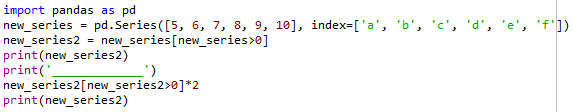 import pandas as pd
new_series = pd.Series([5, 6, 7, 8, 9, 10], index=['a', 'b', 'c', 'd', 'e', 'f'])
new_series2 = new_series[new_series>0]
print(new_series2)
print('_____________')
new_series2[new_series2>0]*2
print(new_series2)